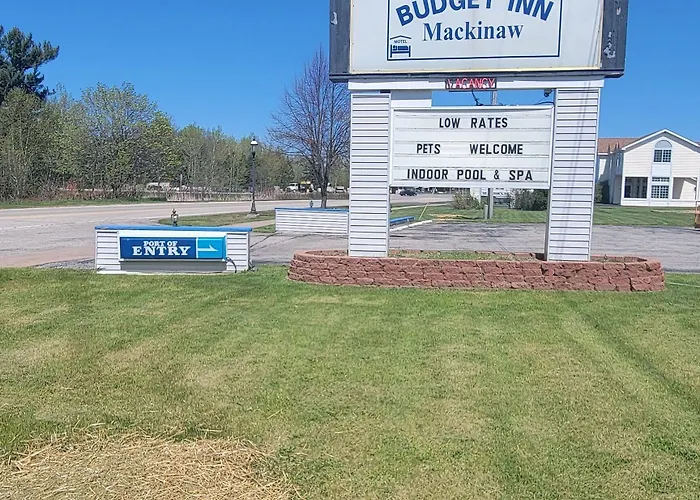 BUDGET INN
Mackinaw
MOTEL
VACANCY
LOW RATES
PETS WELCOME
INDOOR POOL & SPA
PORT OF
ENTRY